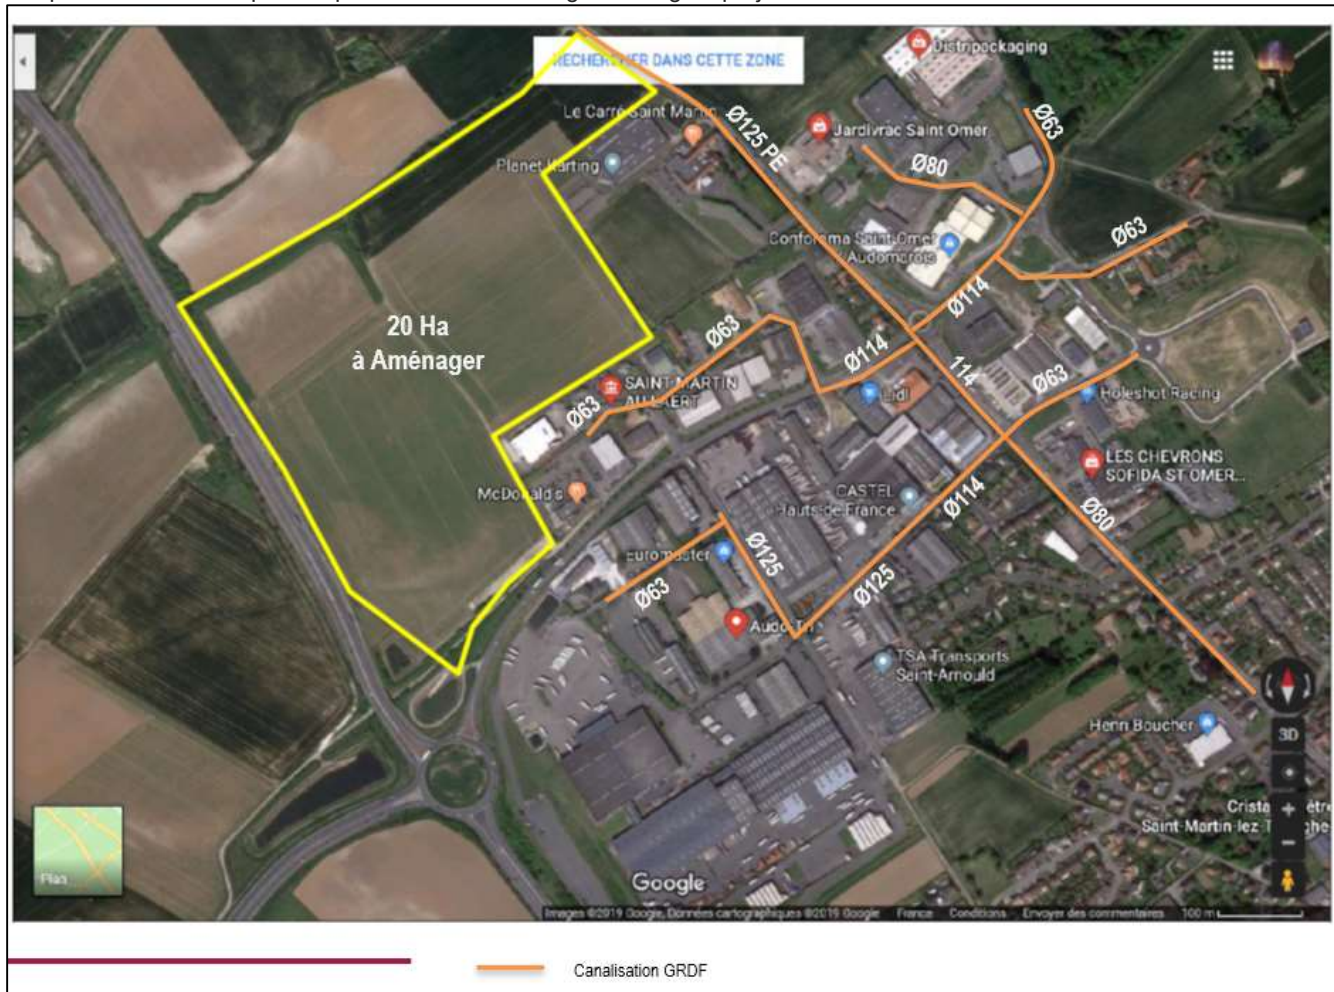 RECHERCHER DANS CETTE ZONE
Distripackaging
Le Carré Saint Martin
Ø125 PE
Jardivrac Saint Omer
Ø63
Planet Karting
Ø80
Conforama Saint-Omer
Audomarois
Ø63
Ø114
20 Ha
à Aménager
Ø63
Ø114
114
SAINT MARTIN
AU LAERT
Ø63
Lidl
Ø63
Holeshot Racing
McDonald's
CASTEL
Hauts-de-France
Ø114
LES CHEVRONS
SOFIDA ST OMER...
Ø80
Euromaster
Ø125
Ø63
Ø125
Audo Tri
TSA Transports
Saint-Arnould
Henri Boucher
3D
Saint-Martin-lez
Plan
Google
Images ©2019 Google, Données cartographiques ©2019 Google France Conditions Envoyer des commentaires 100 m
Canalisation GRDF